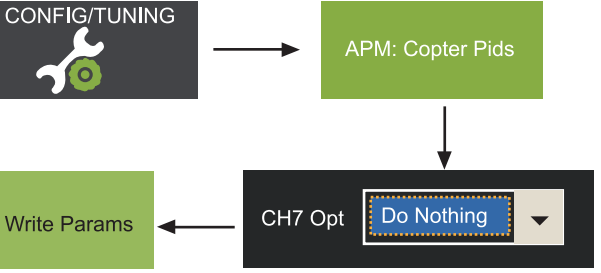 CONFIG/TUNING
APM: Copter Pids
CH7 Opt Do Nothing
Write Params